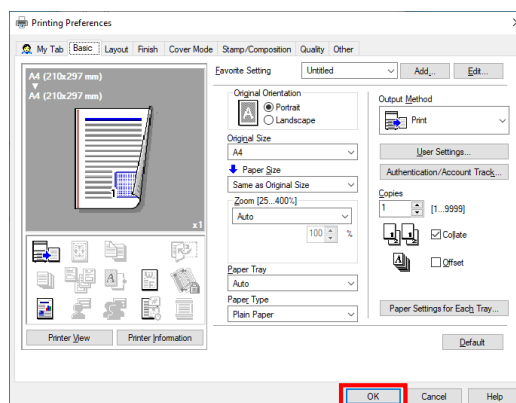 Printing Preferences
My Tab Basic Layout Finish Cover Mode Stamp/Composition Quality Other
A4 (210x297 mm)
A4 (210x297 mm)
1
x1
Printer View Printer Information
Favorite Setting Untitled Add... Edit...
Original Orientation
A Portrait
Landscape
Original Size
A4
Paper Size
Same as Original Size
Zoom [25...400%]
Auto
100 %
Paper Tray
Auto
Paper Type
Plain Paper
Output Method
Print
User Settings...
Authentication/Account Track...
Copies
1 [1..9999]
Collate
Offset
Paper Settings for Each Tray...
Default
OK Cancel Help